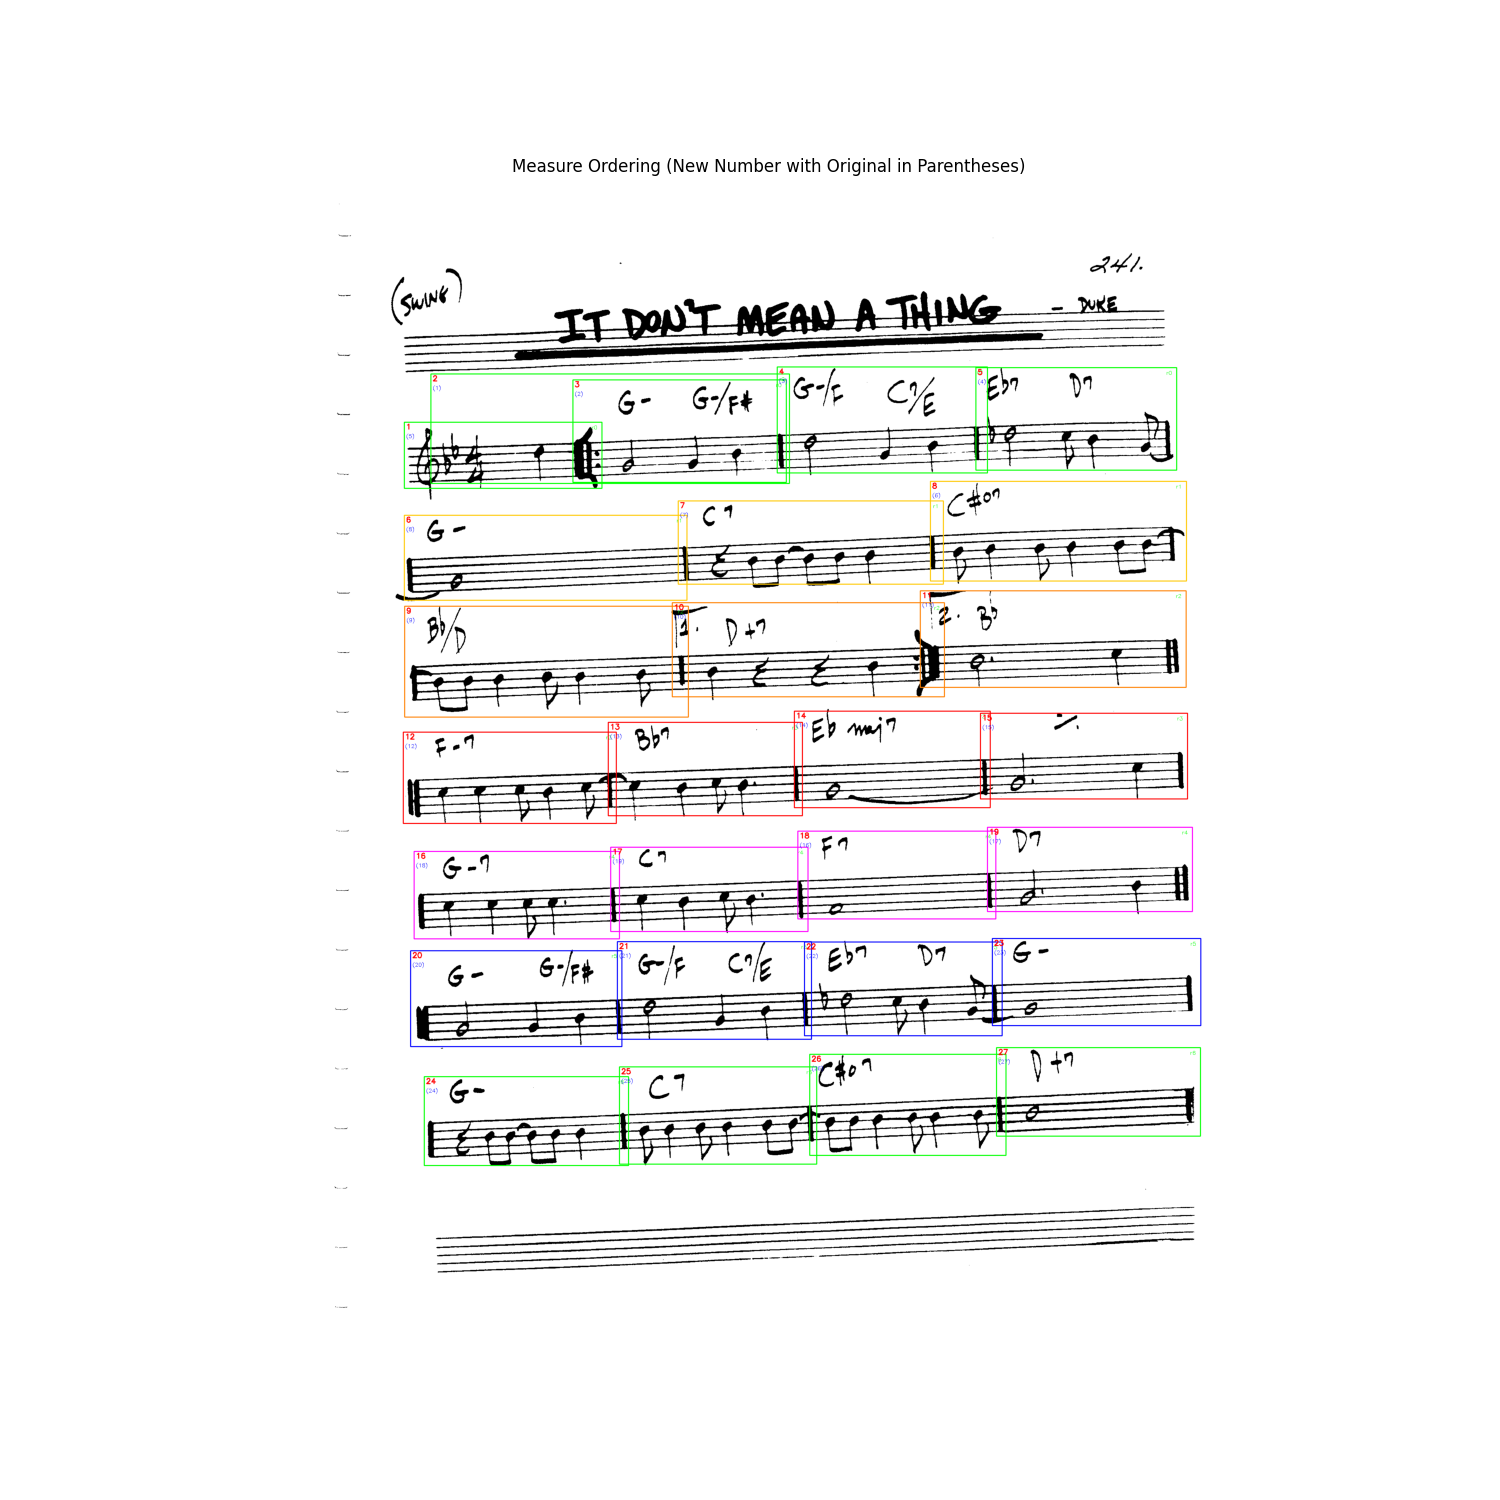 Measure Ordering (New Number with Original in Parentheses)
241.
(SWING)
IT DON'T MEAN A THING - DUKE
1 2 3 4 5
(5) (1) (2) (3) (4)
G- G-/F# G-/F C7/E Eb7 D7
4/4
6 7 8
(8) (7) (6)
G- C7 C#o7
9 10 11
(9)
Bb/D 1. D+7 2. Bb
12 13 14 15
(12) (13) (14) (15)
F-7 Bb7 Eb maj7 ٪
16 17 18 19
(18) (19) (16) (17)
G-7 C7 F7 D7
20 21 22 23
(20) (21) (22) (23)
G- G-/F# G-/F C7/E Eb7 D7 G-
24 25 26 27
(24) (25) (26) (27)
G- C7 C#o7 D+7